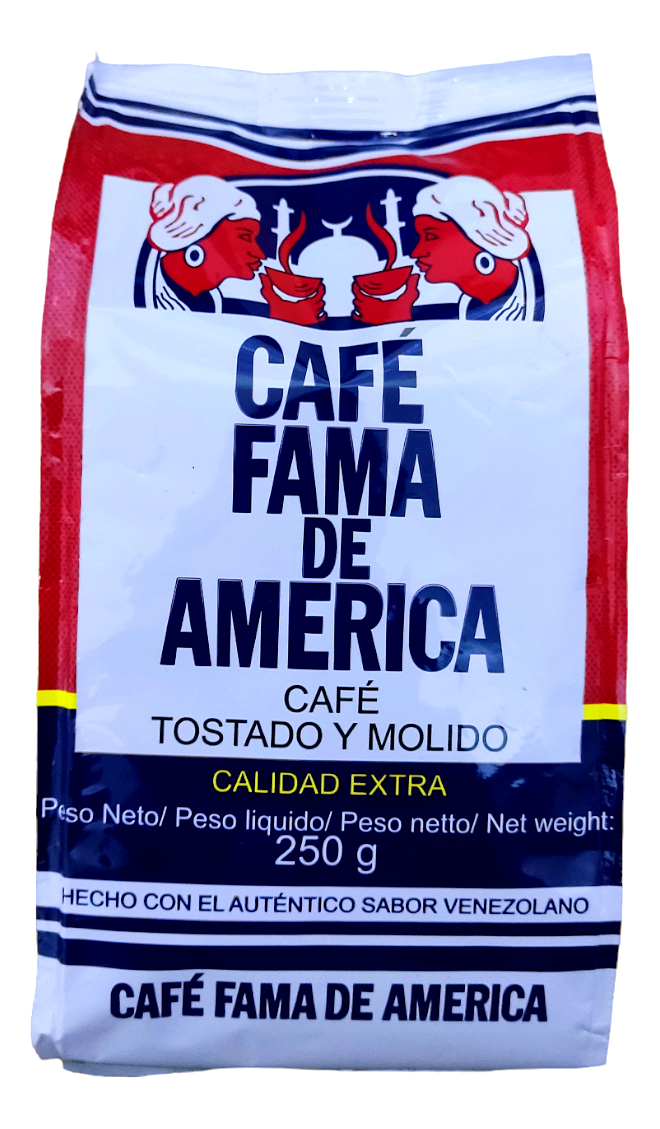 CAFÉ
FAMA
DE
AMERICA
CAFÉ
TOSTADO Y MOLIDO
CALIDAD EXTRA
Peso Neto/ Peso liquido/ Peso netto/ Net weight:
250 g
HECHO CON EL AUTÉNTICO SABOR VENEZOLANO
CAFÉ FAMA DE AMERICA